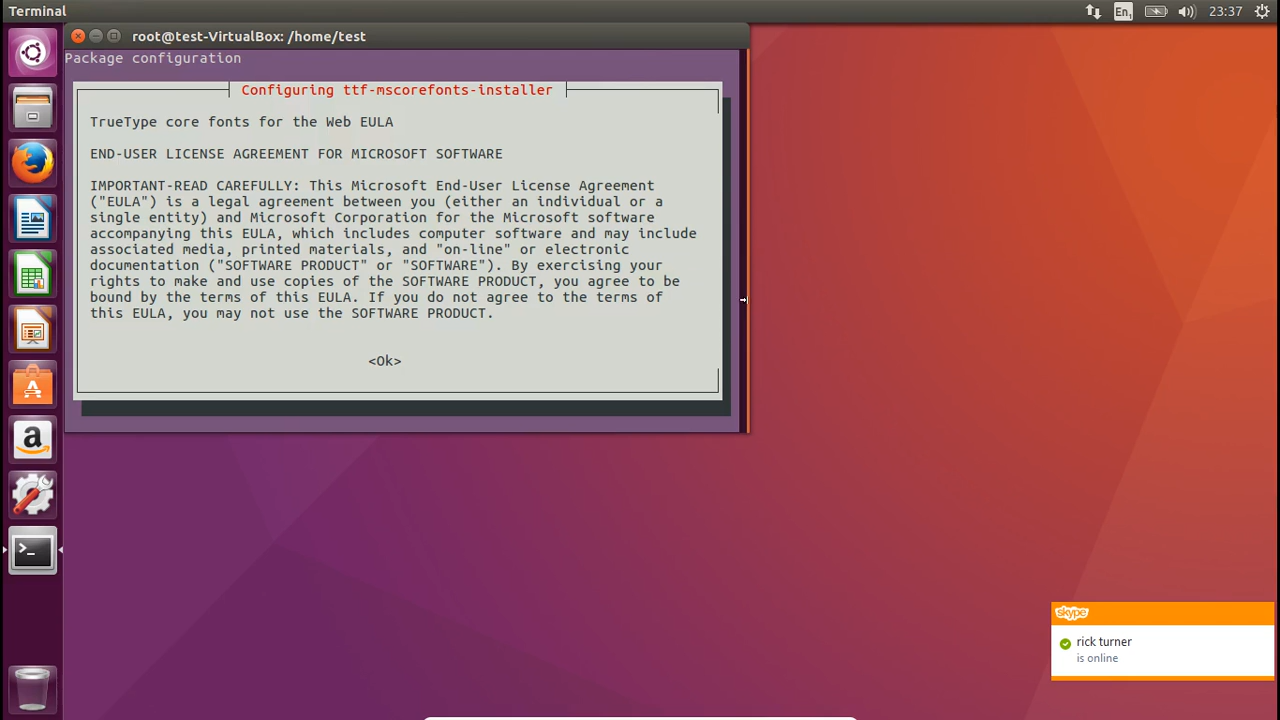 Terminal
En1
23:37
root@test-VirtualBox: /home/test
Package configuration
Configuring ttf-mscorefonts-installer
TrueType core fonts for the Web EULA
END-USER LICENSE AGREEMENT FOR MICROSOFT SOFTWARE
IMPORTANT-READ CAREFULLY: This Microsoft End-User License Agreement
("EULA") is a legal agreement between you (either an individual or a
single entity) and Microsoft Corporation for the Microsoft software
accompanying this EULA, which includes computer software and may include
associated media, printed materials, and "on-line" or electronic
documentation ("SOFTWARE PRODUCT" or "SOFTWARE"). By exercising your
rights to make and use copies of the SOFTWARE PRODUCT, you agree to be
bound by the terms of this EULA. If you do not agree to the terms of
this EULA, you may not use the SOFTWARE PRODUCT.
<Ok>
a
>_
skype
rick turner
is online